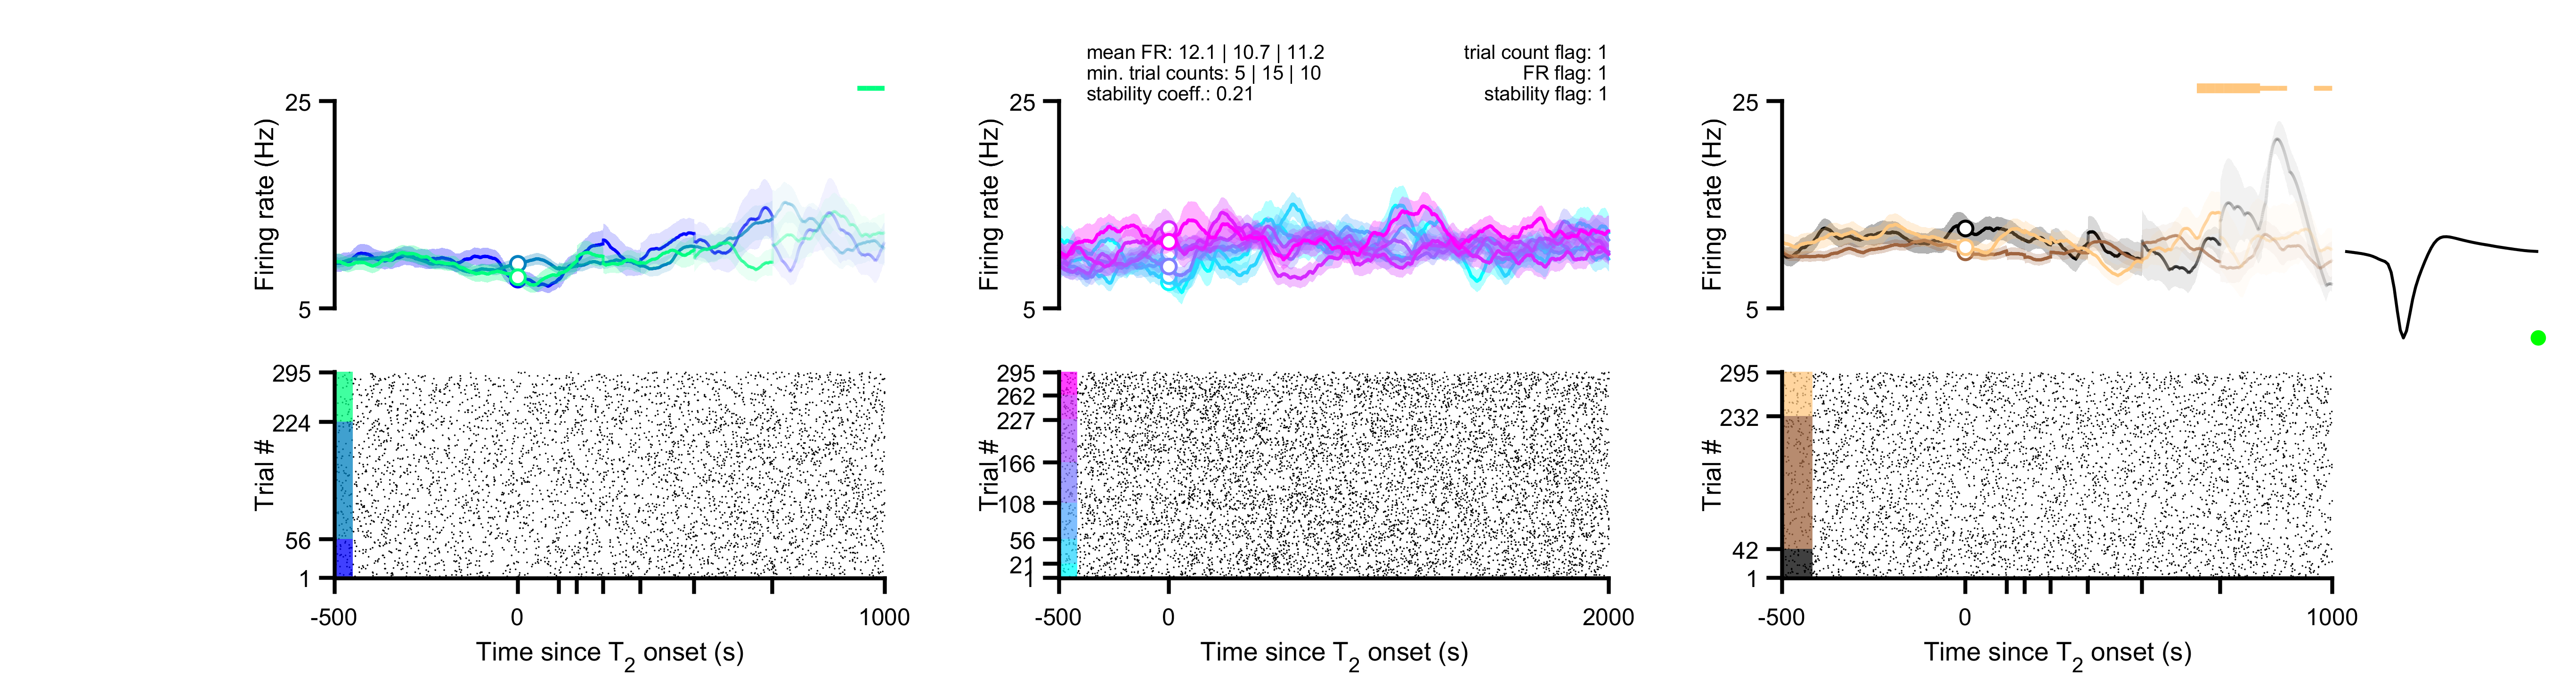 mean FR: 12.1 | 10.7 | 11.2
min. trial counts: 5 | 15 | 10
stability coeff.: 0.21
trial count flag: 1
FR flag: 1
stability flag: 1
25
Firing rate (Hz)
5
25
Firing rate (Hz)
5
25
Firing rate (Hz)
5
295
224
Trial #
56
1
-500
0
1000
Time since T2 onset (s)
295
262
227
Trial #
166
108
56
21
1
-500
0
2000
Time since T2 onset (s)
295
232
Trial #
42
1
-500
0
1000
Time since T2 onset (s)